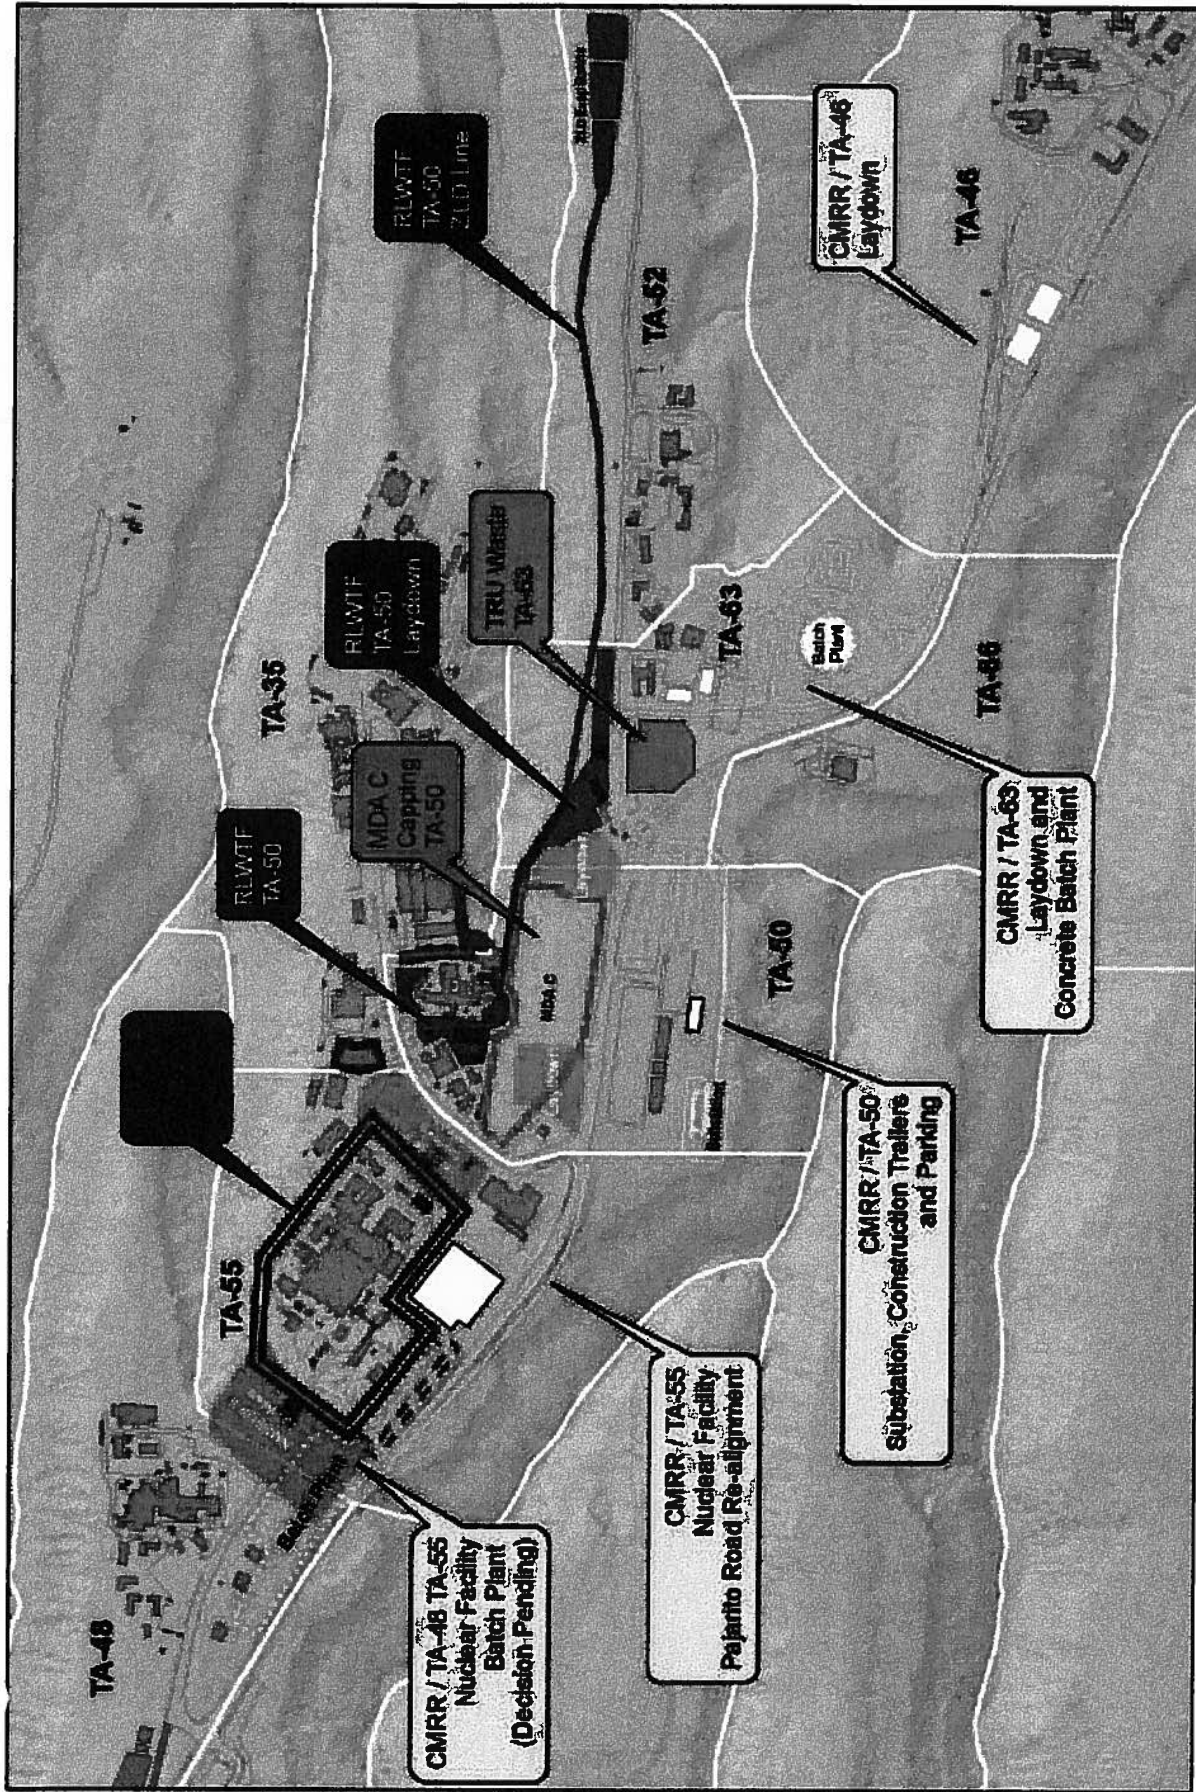 TA-48
TA-55
TA-35
RLWTF
TA-50
MDA C
Capping
TA-50
RLWTF
TA-50
Laydown
TRU Waste
TA-63
RLWTF
TA-50
ZLD Line
Batch Plant
MDA C
Laydown
Laydown
TA-50
TA-63
Batch
Plant
TA-66
TA-52
TA-46
CMRR / TA-48 TA-55
Nuclear Facility
Batch Plant
(Decision Pending)
CMRR / TA-55
Nuclear Facility
Pajarito Road Re-alignment
CMRR / TA-50
Substation, Construction Trailers
and Parking
CMRR / TA-63
Laydown and
Concrete Batch Plant
CMRR / TA-46
Laydown